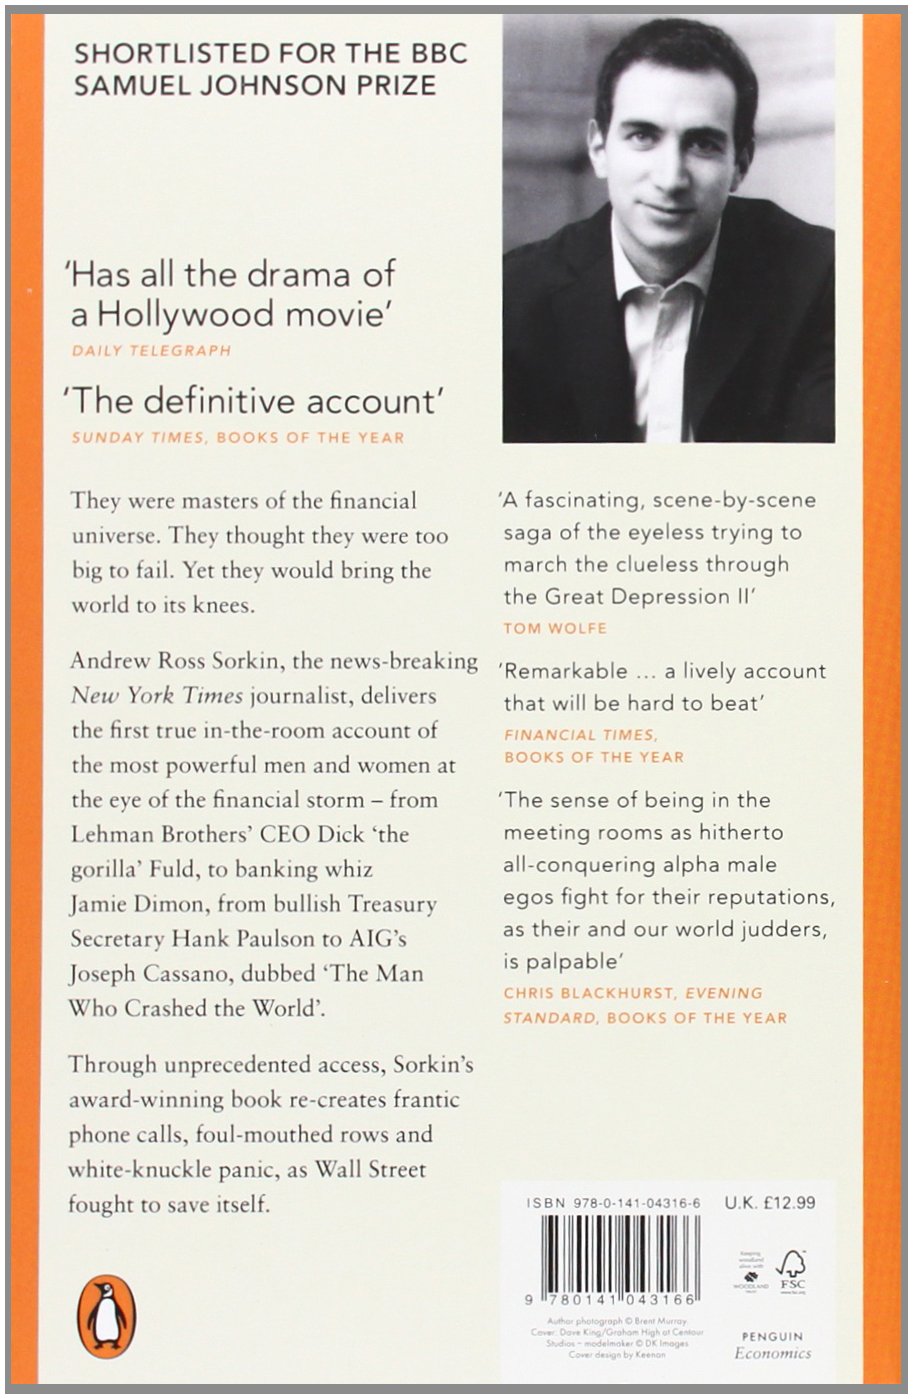 SHORTLISTED FOR THE BBC
SAMUEL JOHNSON PRIZE
'Has all the drama of
a Hollywood movie'
DAILY TELEGRAPH
'The definitive account'
SUNDAY TIMES, BOOKS OF THE YEAR
They were masters of the financial
universe. They thought they were too
big to fail. Yet they would bring the
world to its knees.
Andrew Ross Sorkin, the news-breaking
New York Times journalist, delivers
the first true in-the-room account of
the most powerful men and women at
the eye of the financial storm – from
Lehman Brothers' CEO Dick 'the
gorilla' Fuld, to banking whiz
Jamie Dimon, from bullish Treasury
Secretary Hank Paulson to AIG's
Joseph Cassano, dubbed 'The Man
Who Crashed the World'.
Through unprecedented access, Sorkin's
award-winning book re-creates frantic
phone calls, foul-mouthed rows and
white-knuckle panic, as Wall Street
fought to save itself.
'A fascinating, scene-by-scene
saga of the eyeless trying to
march the clueless through
the Great Depression II'
TOM WOLFE
'Remarkable ... a lively account
that will be hard to beat'
FINANCIAL TIMES,
BOOKS OF THE YEAR
'The sense of being in the
meeting rooms as hitherto
all-conquering alpha male
egos fight for their reputations,
as their and our world judders,
is palpable'
CHRIS BLACKHURST, EVENING
STANDARD, BOOKS OF THE YEAR
ISBN 978-0-141-04316-6
U.K. £12.99
9 780141 043166
keeping
woodland
alive with
WOODLAND
TRUST
FSC
www.fsc.org
Author photograph © Brent Murray.
Cover: Dave King/Graham High at Centaur
Studios – modelmaker © DK Images
Cover design by Keenan
PENGUIN
Economics